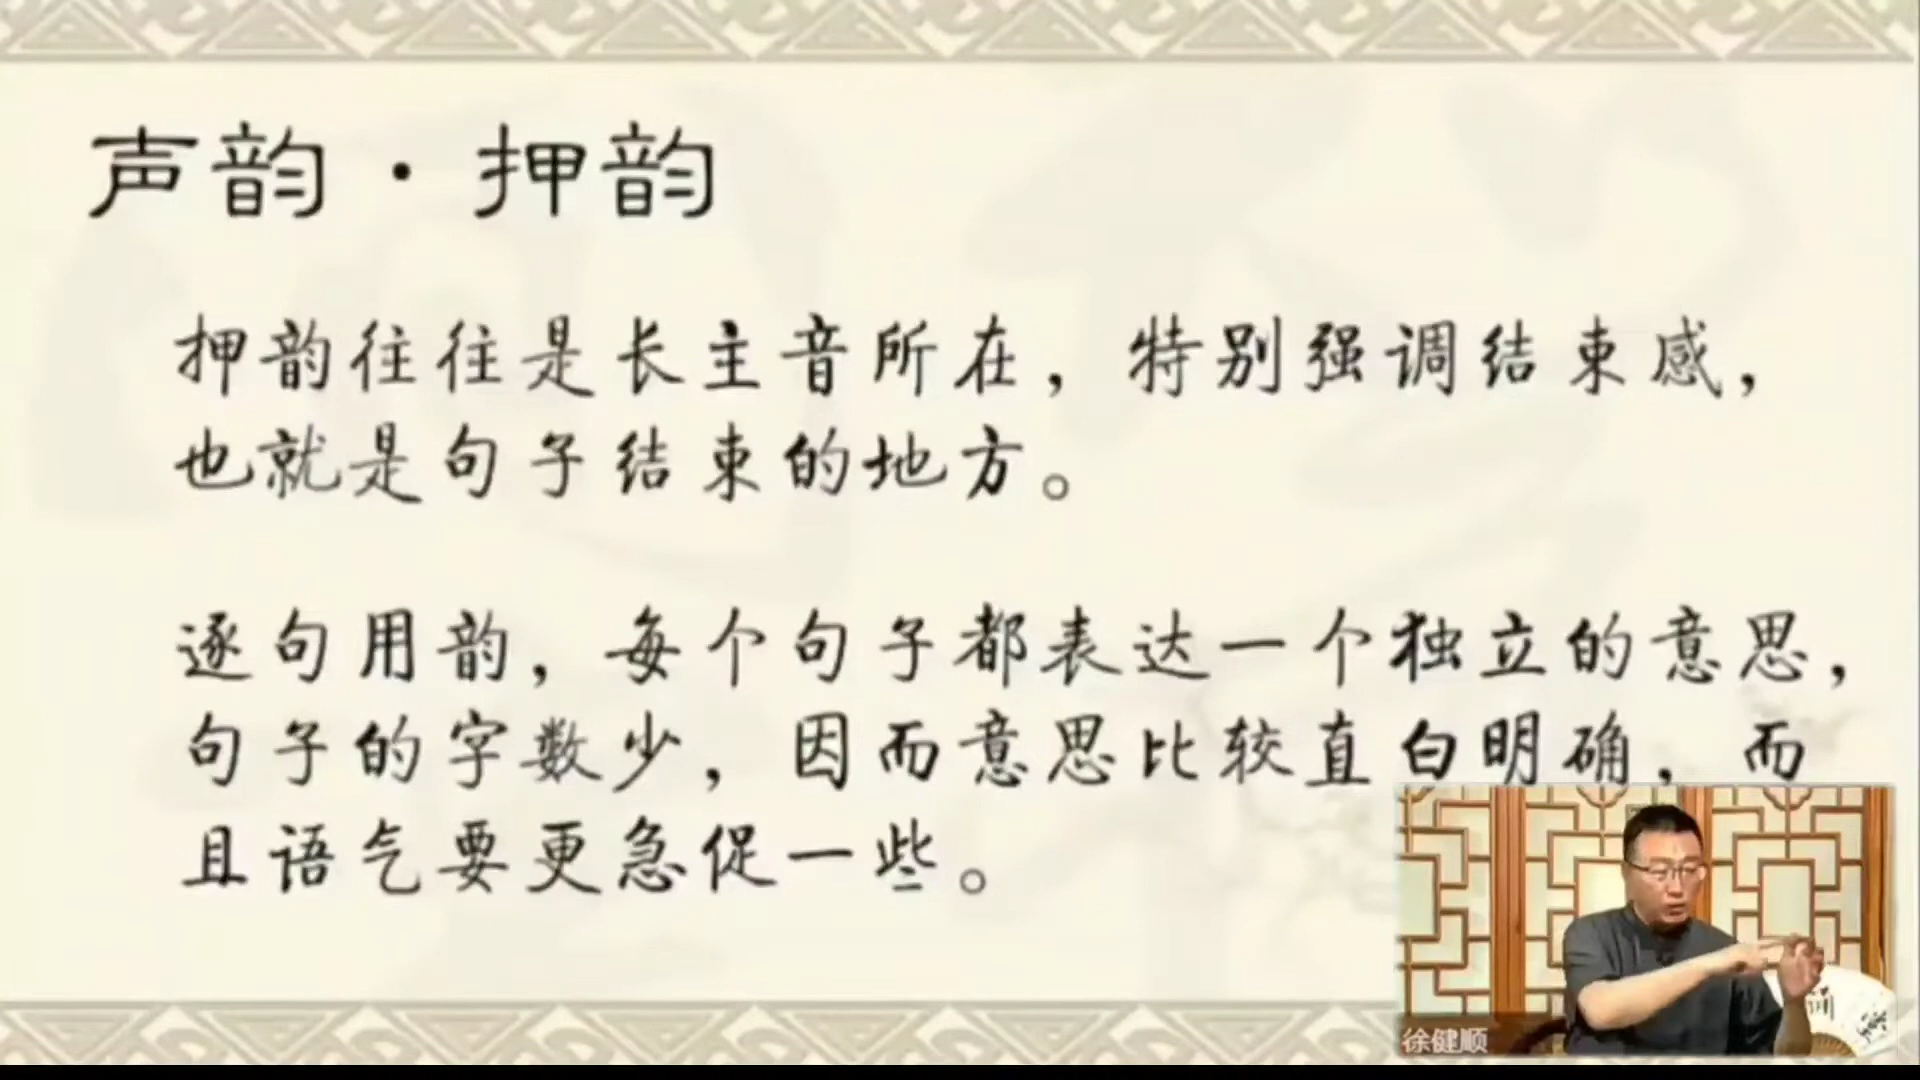 声韵·押韵
押韵往往是长主音所在，特别强调结束感，
也就是句子结束的地方。
逐句用韵，每个句子都表达一个独立的意思，
句子的字数少，因而意思比较直白明确，而
且语气要更急促一些。
徐健顺